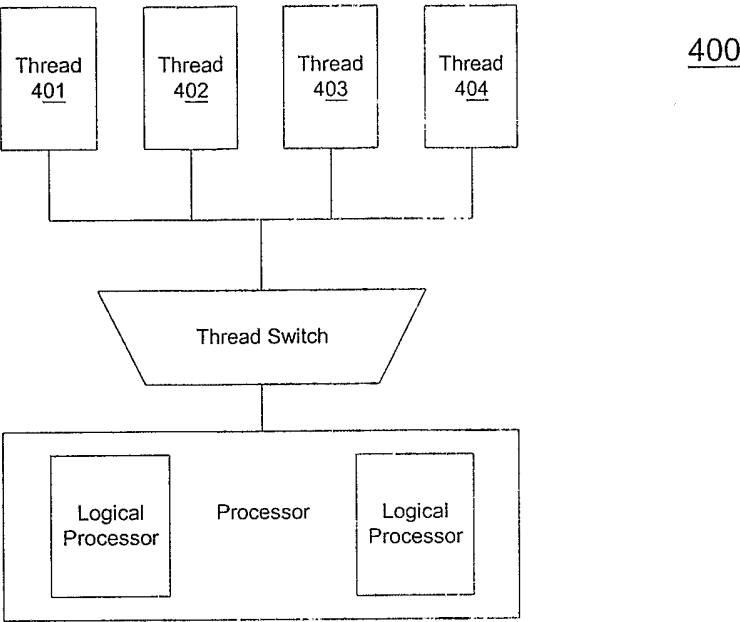 400
Thread
401
Thread
402
Thread
403
Thread
404
Thread Switch
Logical
Processor
Processor
Logical
Processor